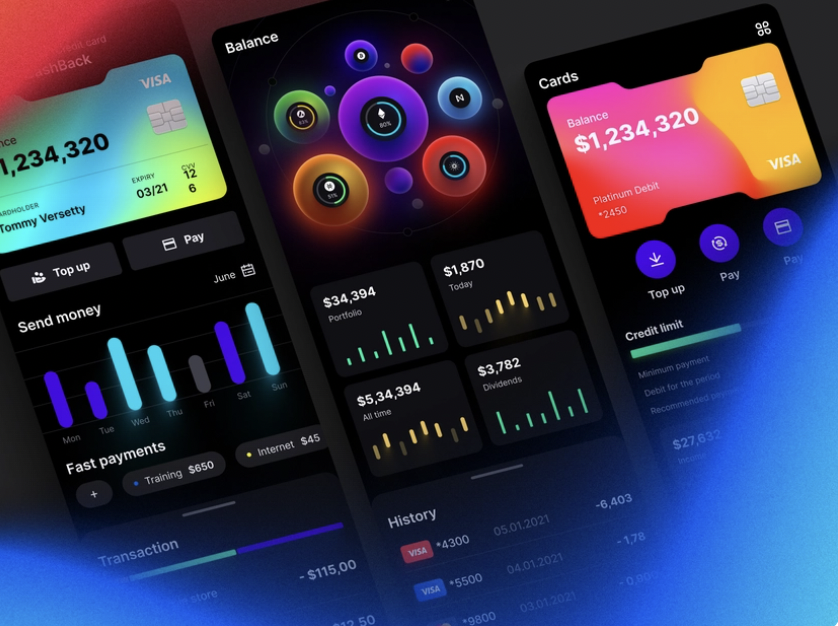 credit card
CashBack
VISA
1,234,320
CARDHOLDER
Tommy Versetty
EXPIRY
03/21
CVV
12
6
Top up
Pay
Send money
June
Mon
Tue
Wed
Thu
Fri
Sat
Sun
Fast payments
+
Training $650
Internet $45
Transaction
store
- $115,00
Balance
80%
51%
$34,394
Portfolio
$1,870
Today
$5,34,394
All time
$3,782
Dividends
History
VISA *4300 05.01.2021 -6,403
VISA *5500 04.01.2021 -1,78
*9800 03.01.2021
Cards
Balance
$1,234,320
Platinum Debit
*2450
VISA
Top up
Pay
Pay
Credit limit
Minimum payment
Debit for the period
Recommended
$27,632